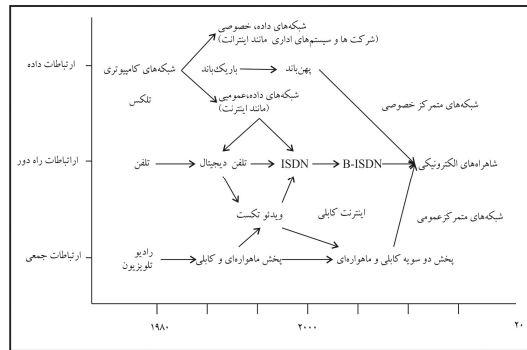 شبکه‌های داده، خصوصی
(شرکت ها و سیستم‌های اداری مانند اینترانت)
ارتباطات داده
شبکه‌های کامپیوتری
باریک‌باند
پهن‌باند
تلکس
شبکه‌های داده،عمومیی
(مانند اینترنت)
شبکه‌های متمرکز خصوصی
ارتباطات راه دور
تلفن
تلفن دیجیتال
ISDN
B-ISDN
شاهراه‌های الکترونیکی
ویدئو تکست
اینترنت کابلی
شبکه‌های متمرکزعمومی
ارتباطات جمعی
رادیو
تلویزیون
پخش ماهواره‌ای و کابلی
پخش دو سویه کابلی و ماهواره‌ای
۱۹۸۰
۲۰۰۰
۲۰